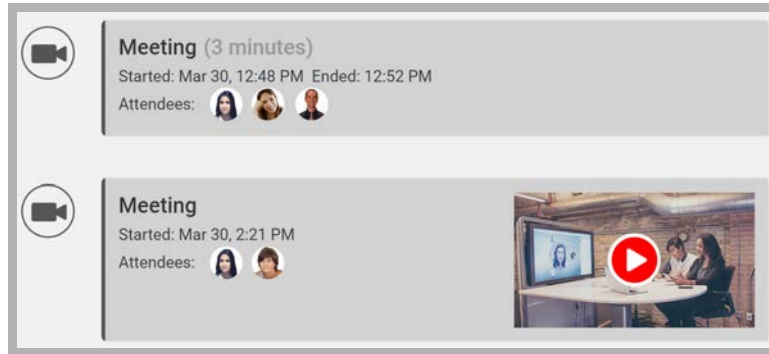 Meeting (3 minutes)
Started: Mar 30, 12:48 PM Ended: 12:52 PM
Attendees:
Meeting
Started: Mar 30, 2:21 PM
Attendees: